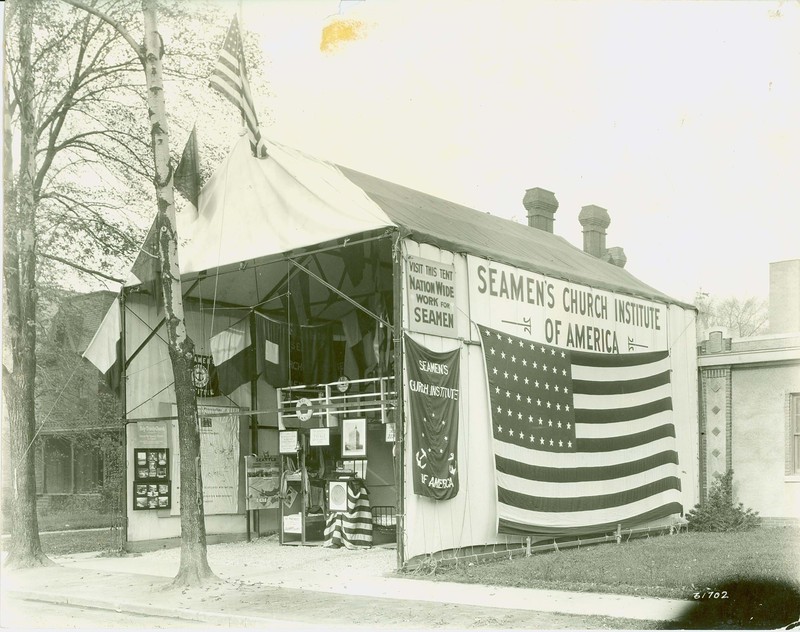 VISIT THIS TENT
NATION WIDE
WORK FOR
SEAMEN
SEAMEN'S CHURCH INSTITUTE
OF AMERICA
SEAMEN'S
CHURCH INSTITUTE
OF AMERICA
SEAMEN
61702